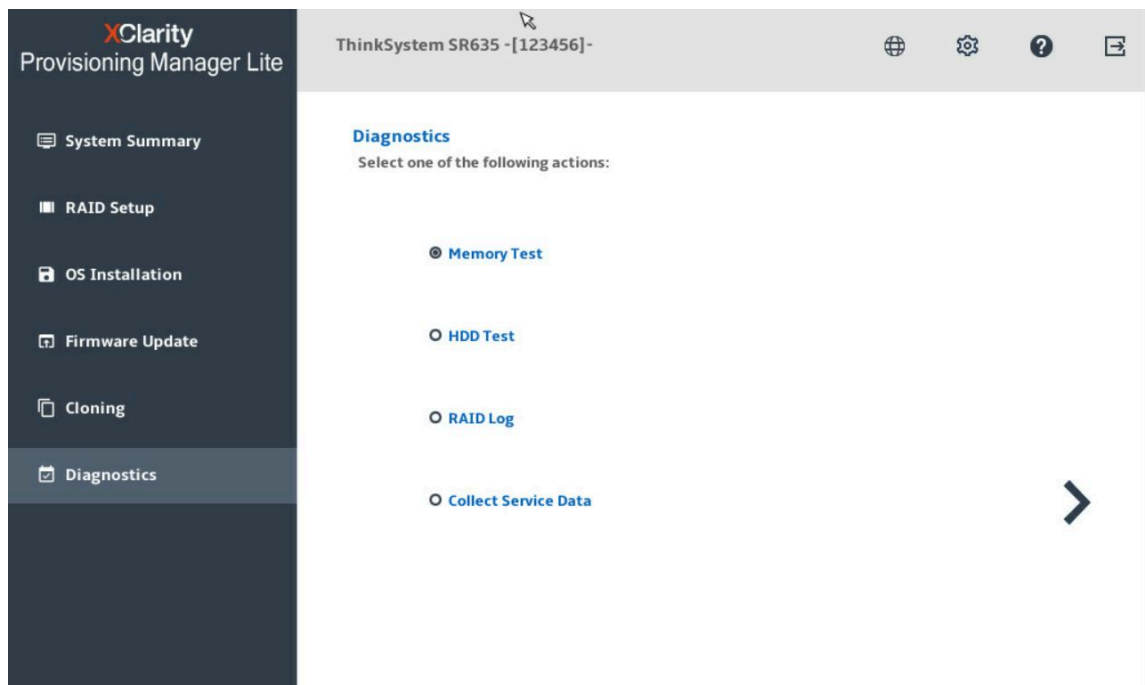 XClarity
Provisioning Manager Lite
ThinkSystem SR635 -[123456]-
System Summary
RAID Setup
OS Installation
Firmware Update
Cloning
Diagnostics
Diagnostics
Select one of the following actions:
Memory Test
HDD Test
RAID Log
Collect Service Data